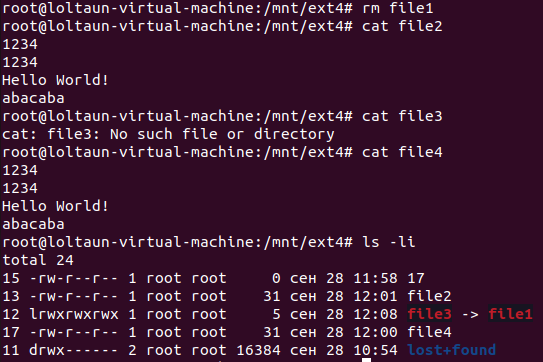 root@loltaun-virtual-machine:/mnt/ext4# rm file1
root@loltaun-virtual-machine:/mnt/ext4# cat file2
1234
1234
Hello World!
abacaba
root@loltaun-virtual-machine:/mnt/ext4# cat file3
cat: file3: No such file or directory
root@loltaun-virtual-machine:/mnt/ext4# cat file4
1234
1234
Hello World!
abacaba
root@loltaun-virtual-machine:/mnt/ext4# ls -li
total 24
15 -rw-r--r-- 1 root root     0 сен 28 11:58 17
13 -rw-r--r-- 1 root root    31 сен 28 12:01 file2
12 lrwxrwxrwx 1 root root     5 сен 28 12:08 file3 -> file1
17 -rw-r--r-- 1 root root    31 сен 28 12:00 file4
11 drwx------ 2 root root 16384 сен 28 10:54 lost+found